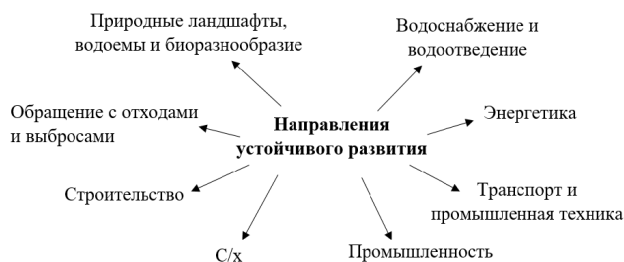 Природные ландшафты,
водоемы и биоразнообразие
Водоснабжение и
водоотведение
Обращение с отходами
и выбросами
Направления
устойчивого развития
Энергетика
Строительство
Транспорт и
промышленная техника
С/х
Промышленность